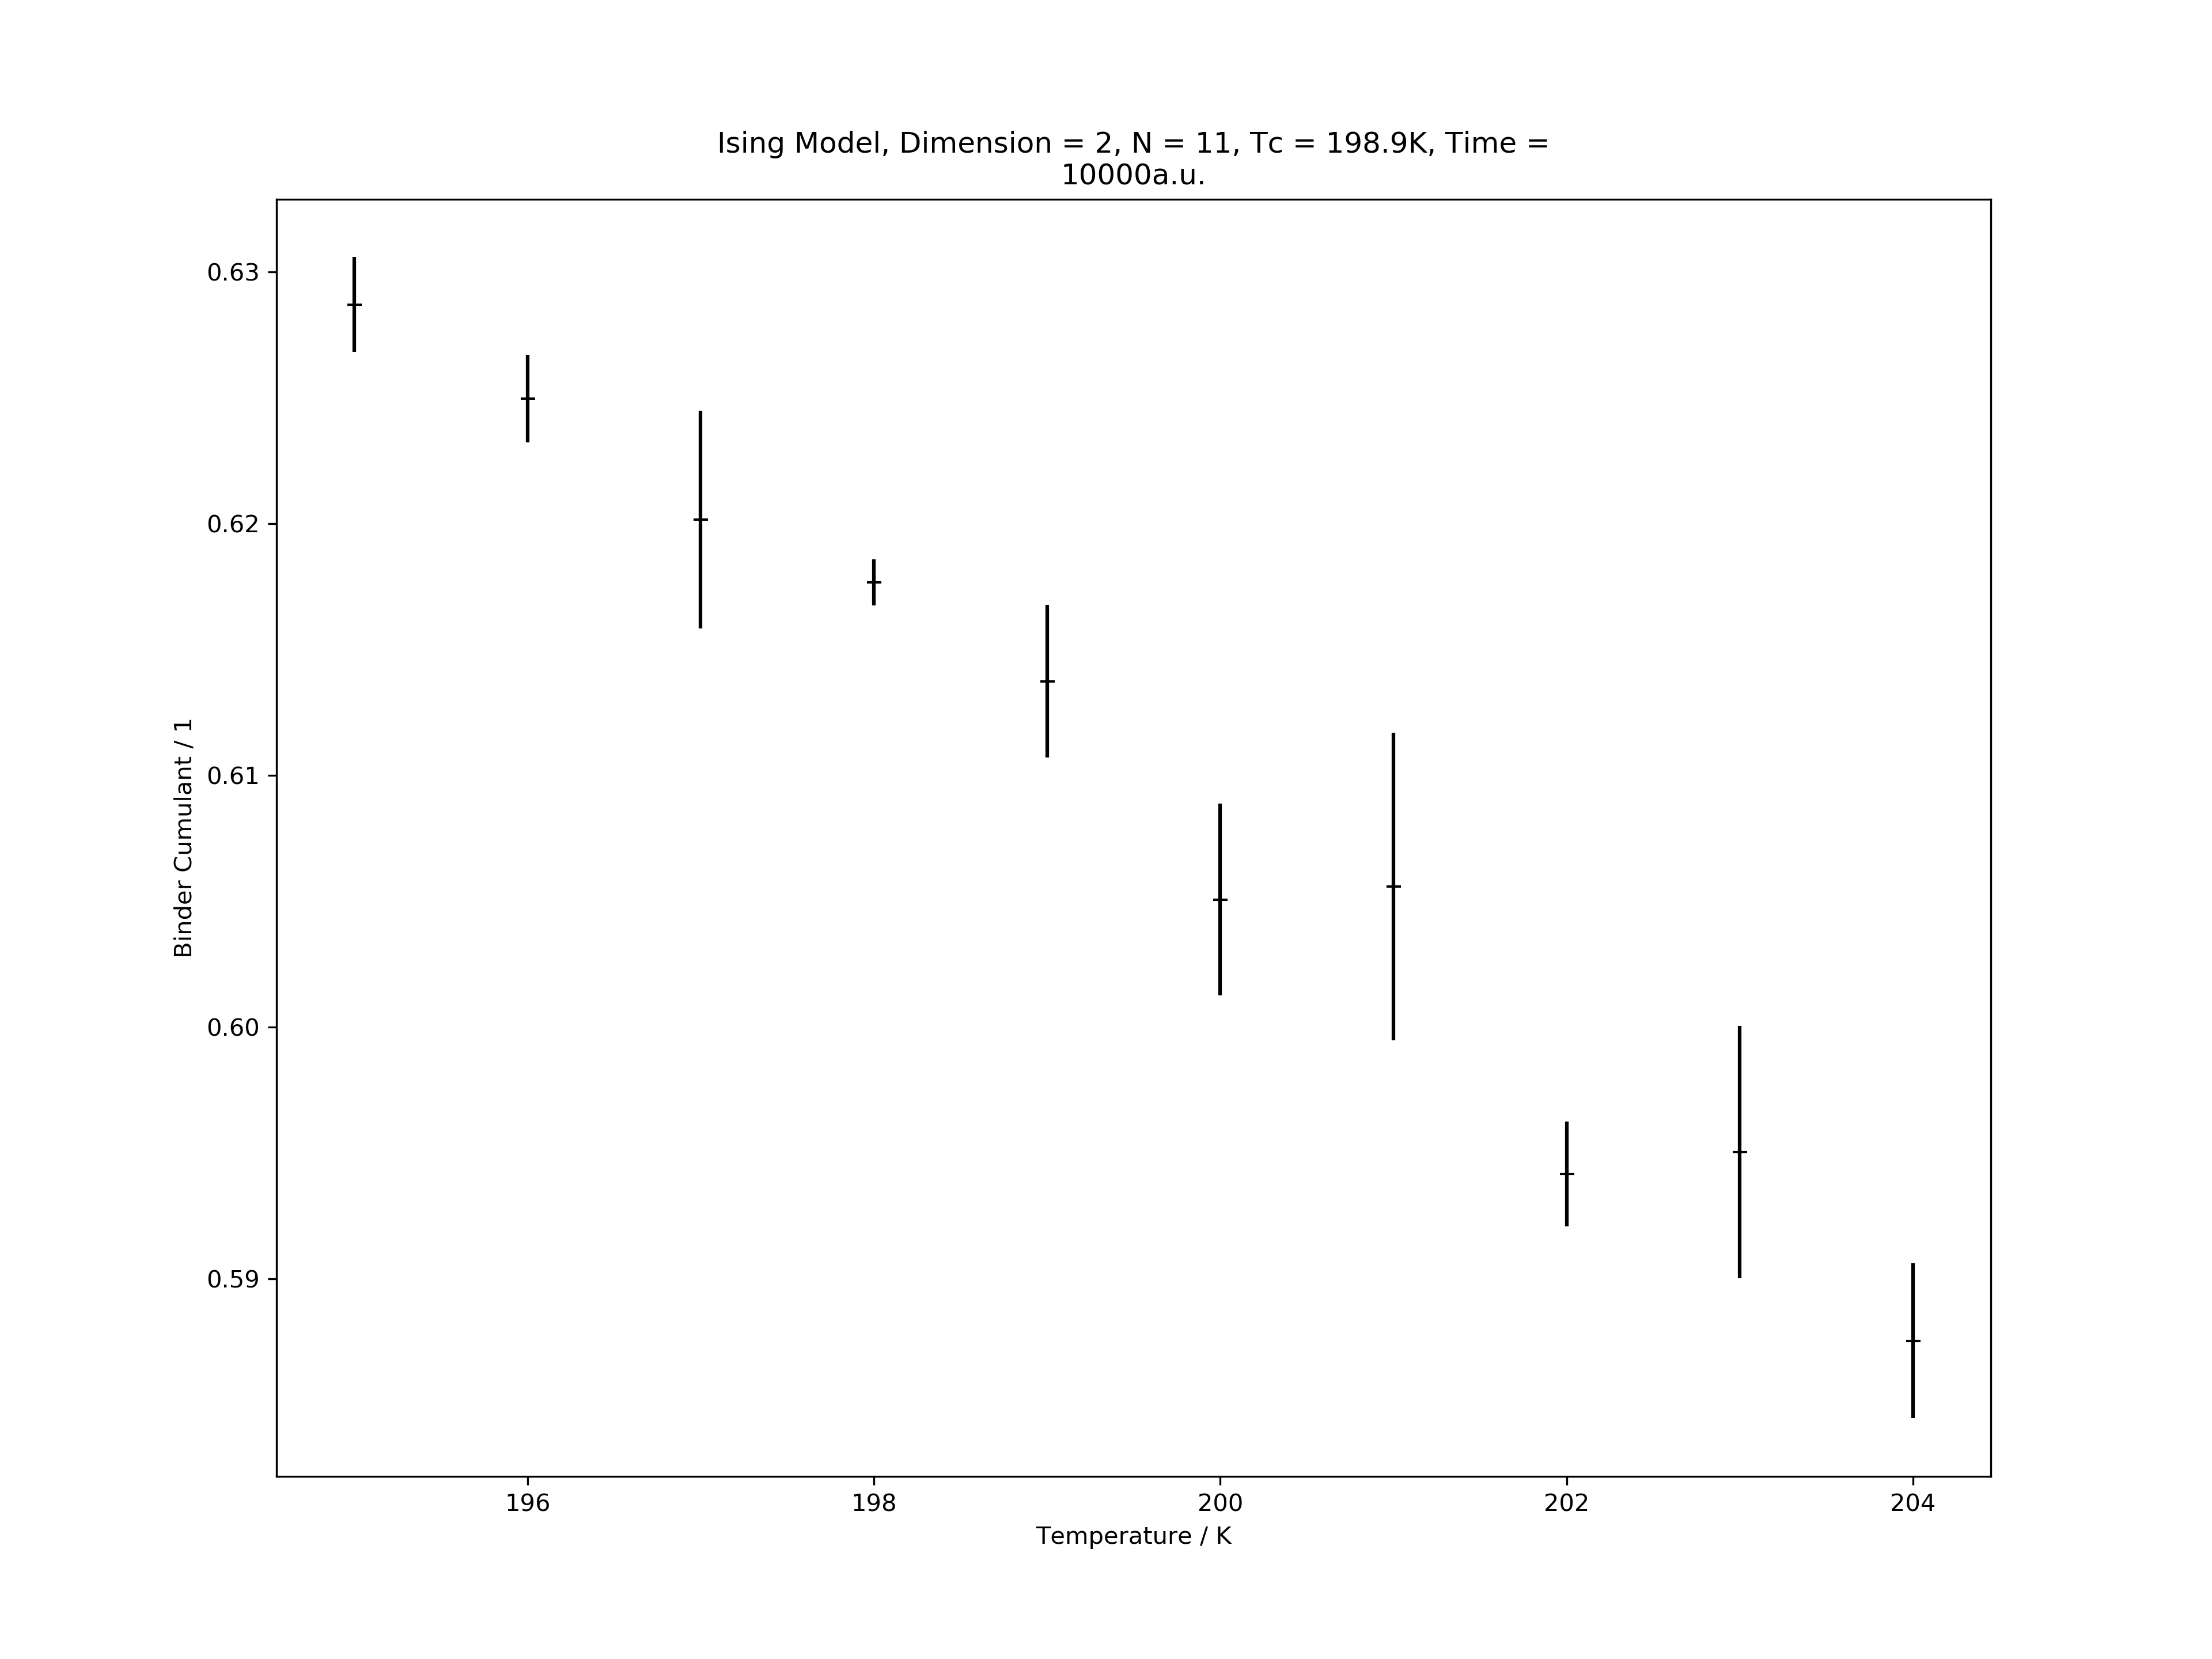 Ising Model, Dimension = 2, N = 11, Tc = 198.9K, Time =
10000a.u.
0.63
0.62
0.61
0.60
0.59
Binder Cumulant / 1
196
198
200
202
204
Temperature / K